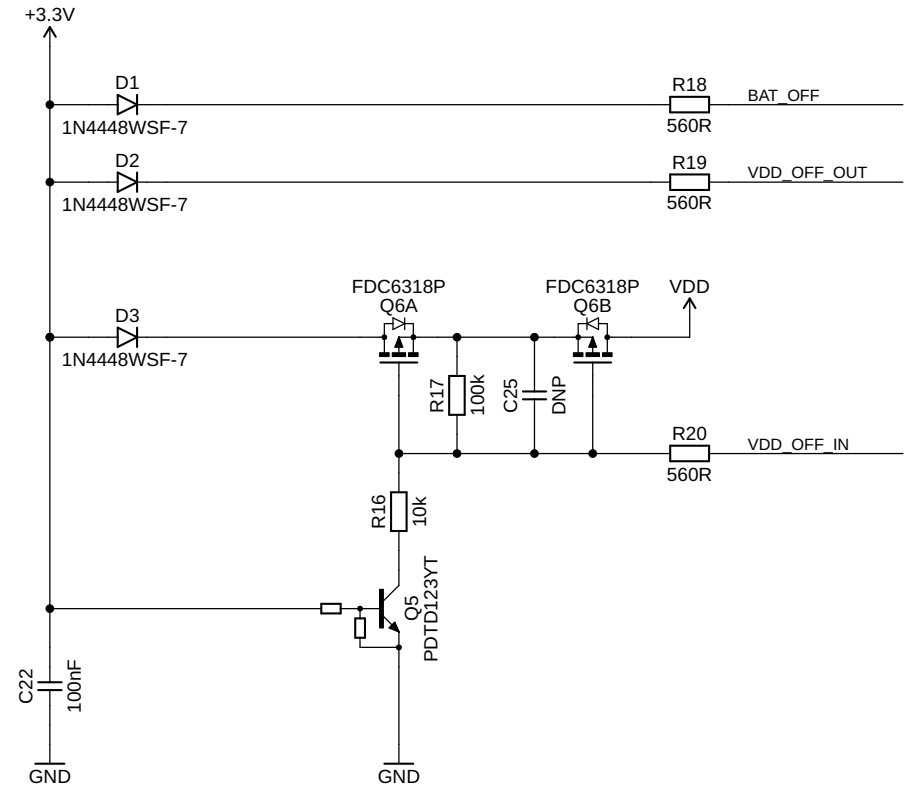 +3.3V
D1
1N4448WSF-7
R18
560R
BAT_OFF
D2
1N4448WSF-7
R19
560R
VDD_OFF_OUT
D3
1N4448WSF-7
FDC6318P
Q6A
FDC6318P
Q6B
VDD
R17
100k
C25
DNP
R20
560R
VDD_OFF_IN
R16
10k
Q5
PDTD123YT
C22
100nF
GND
GND